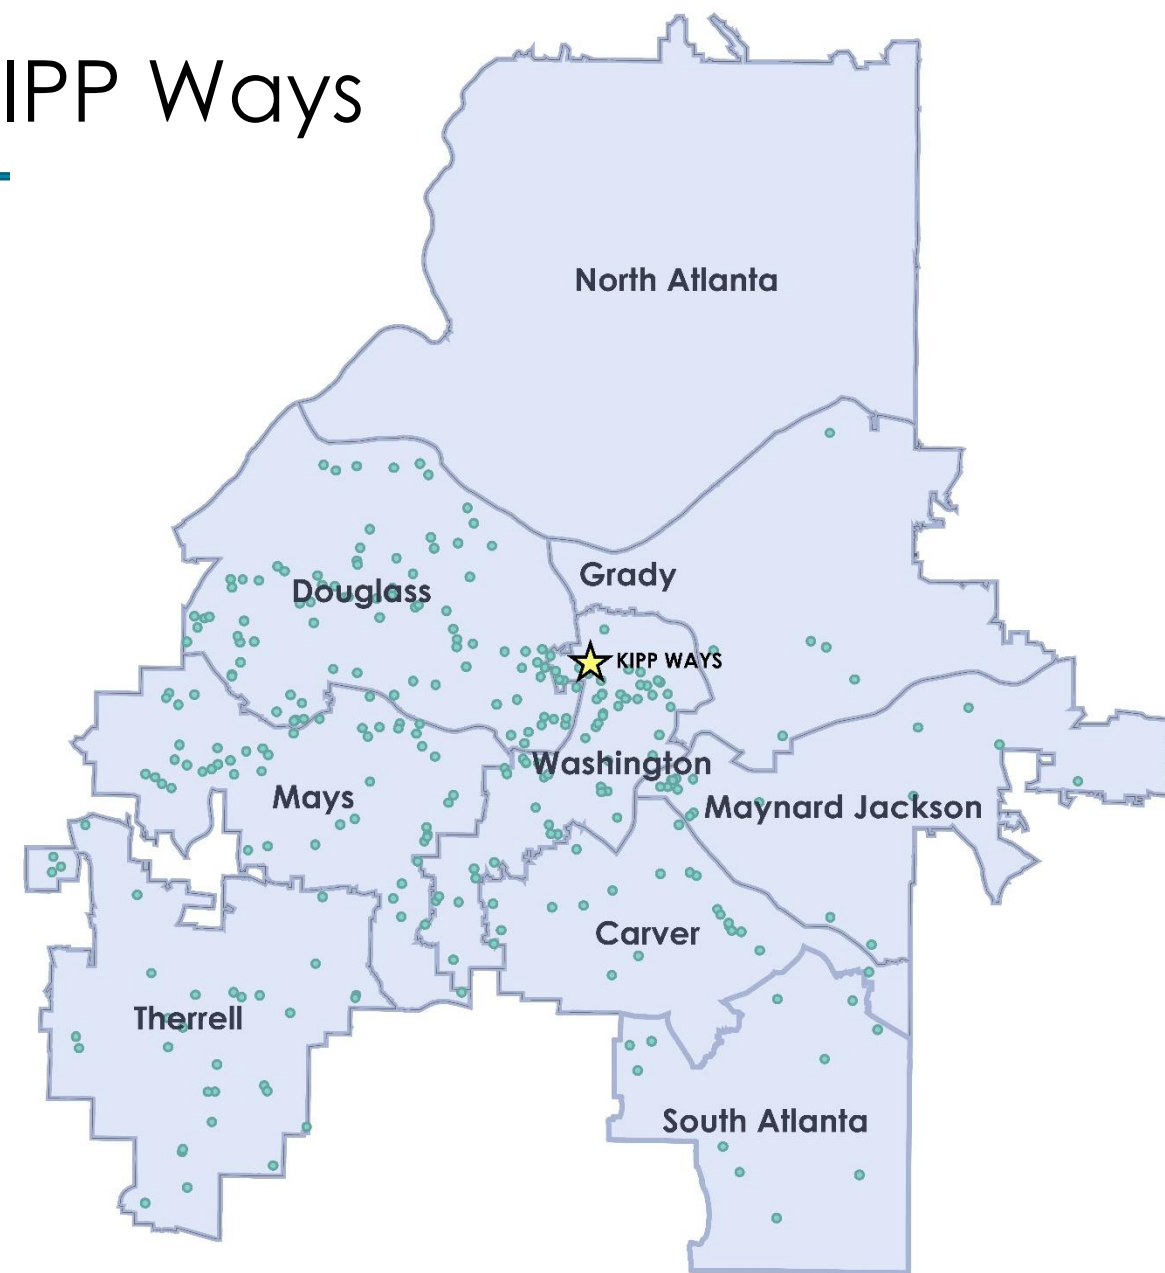 IPP Ways
North Atlanta
Grady
Douglass
KIPP WAYS
Washington
Mays
Maynard Jackson
Carver
Therrell
South Atlanta